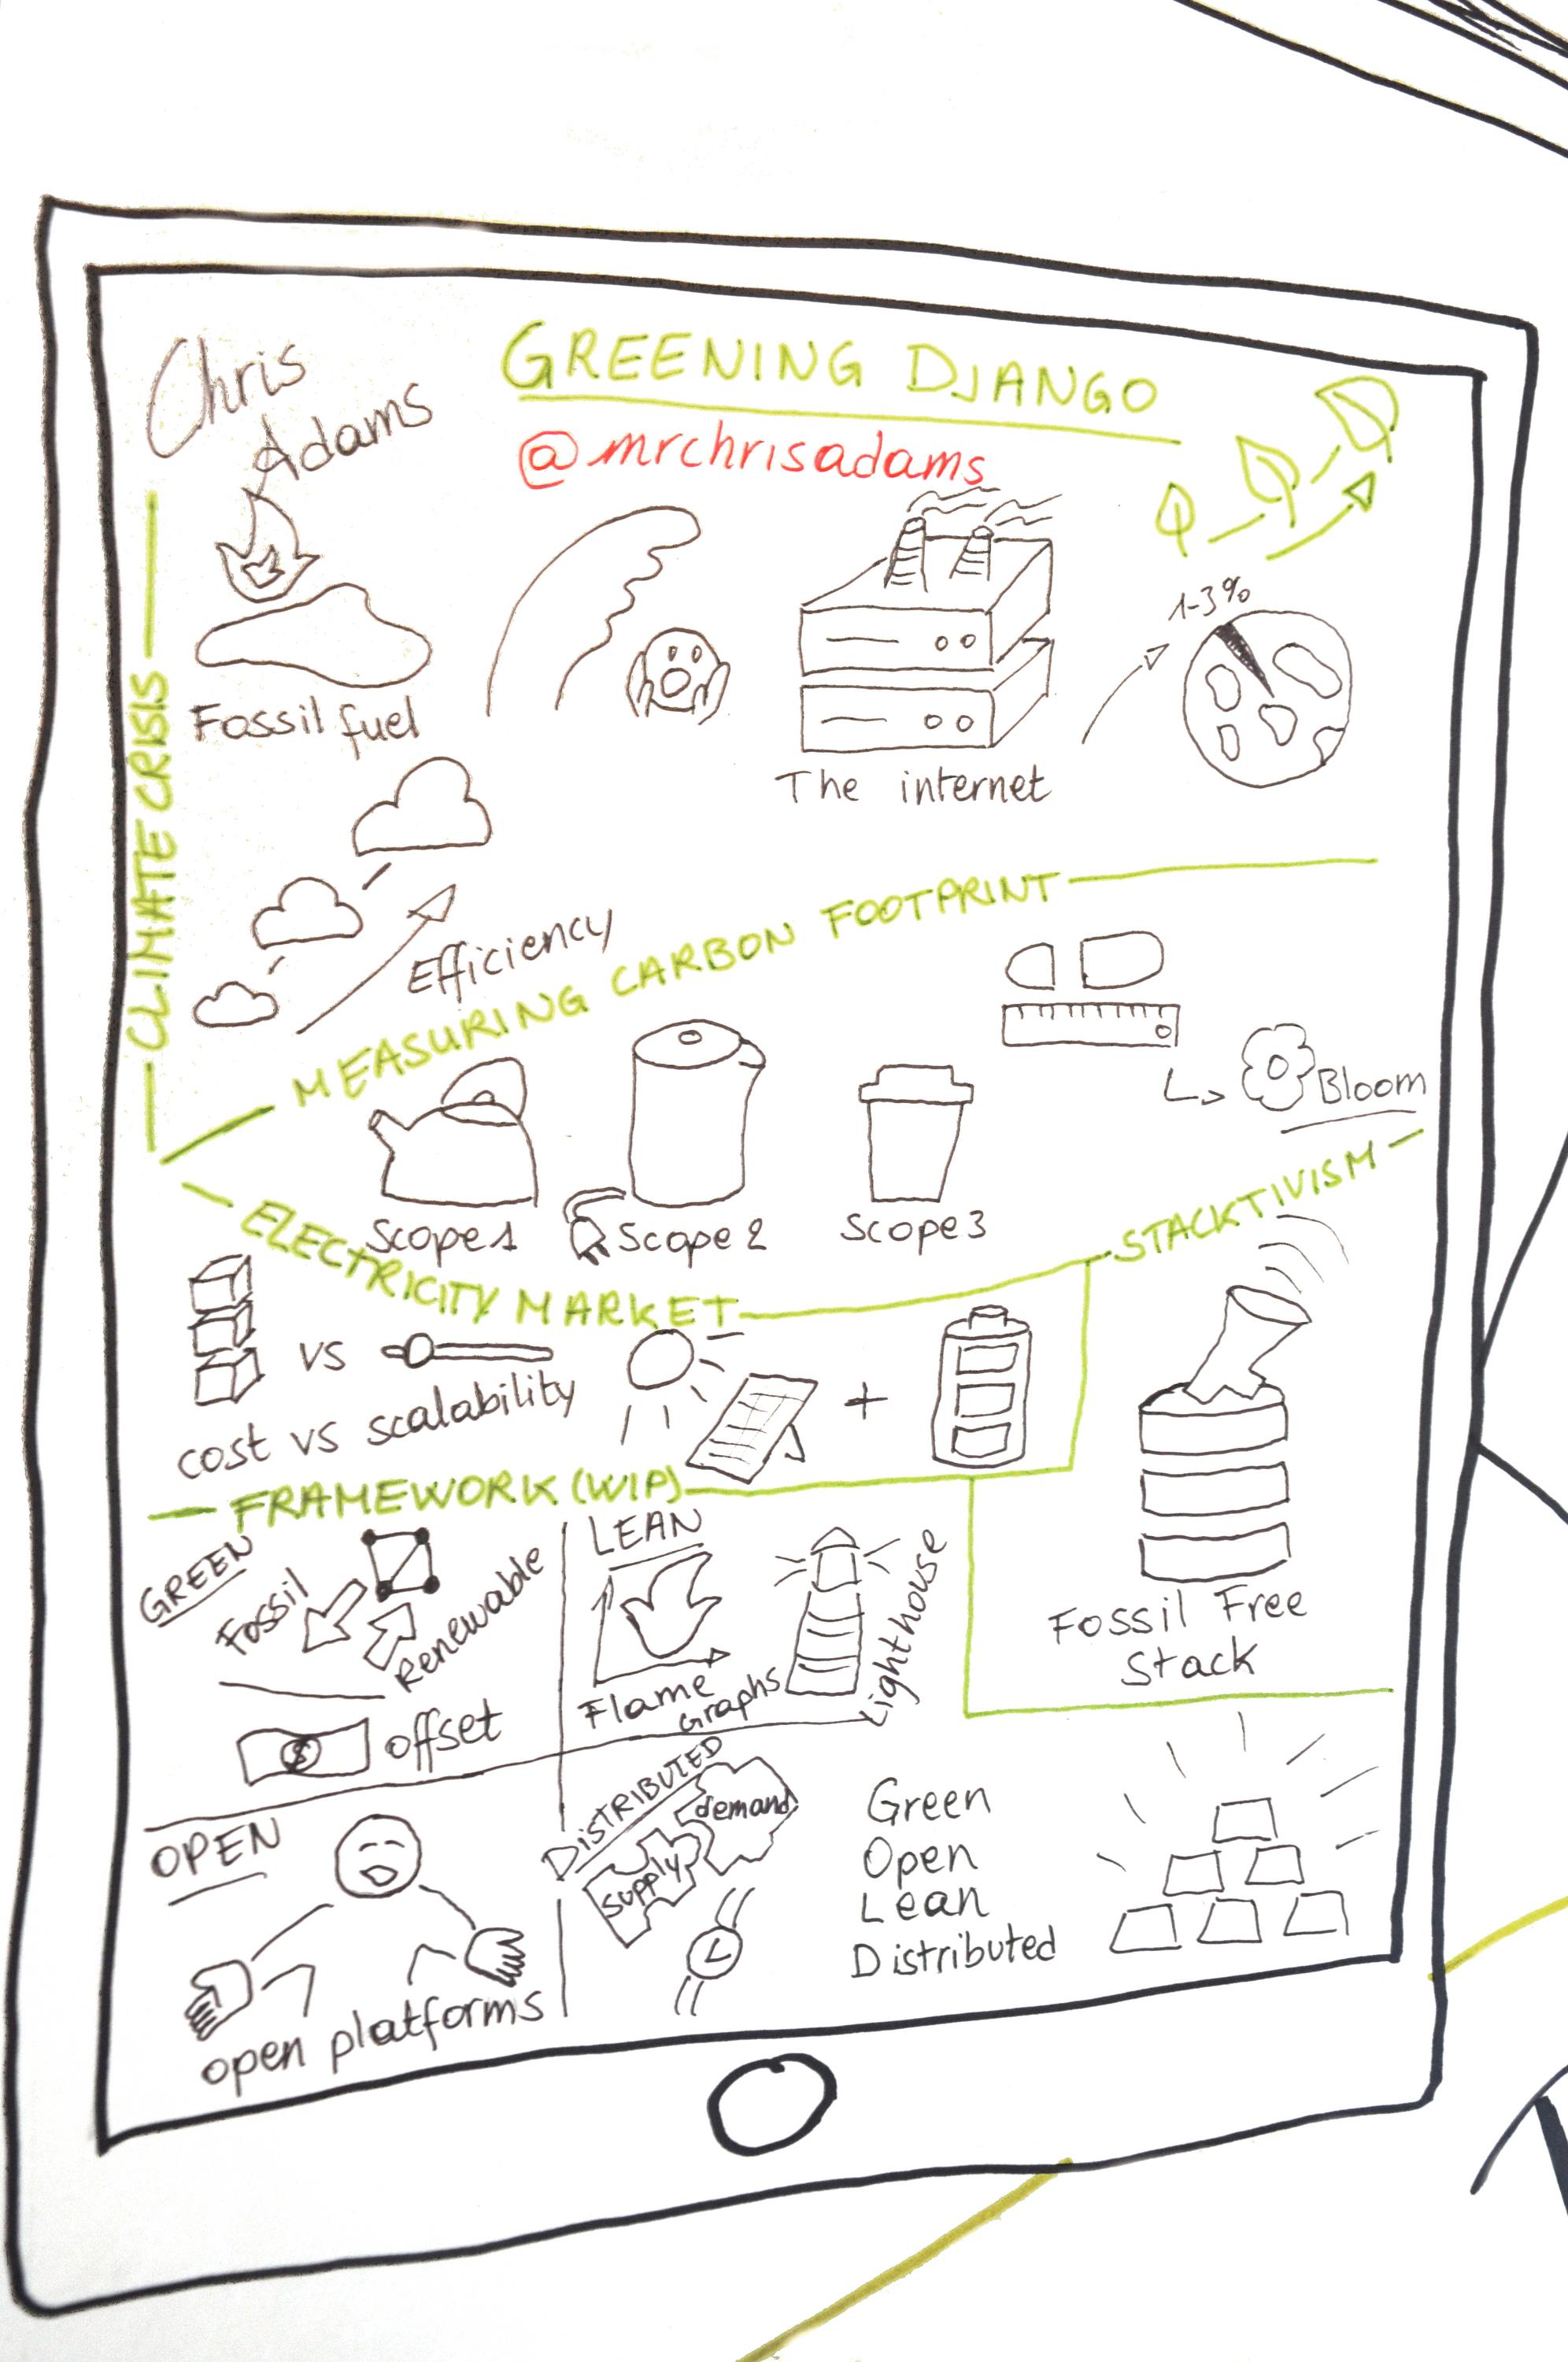 Chris
Adams
GREENING DJANGO
@mrchrisadams
CLIMATE CRISIS
Fossil fuel
The internet
1-3%
Efficiency
MEASURING CARBON FOOTPRINT
Bloom
Scope 1
Scope 2
Scope 3
ELECTRICITY MARKET
vs
cost vs scalability
+
STACKTIVISM
Fossil Free
Stack
FRAMEWORK (WIP)
GREEN
Fossil
Renewable
$
offset
LEAN
Flame
Graphs
Lighthouse
OPEN
open platforms
DISTRIBUTED
supply
demand
Green
Open
Lean
Distributed